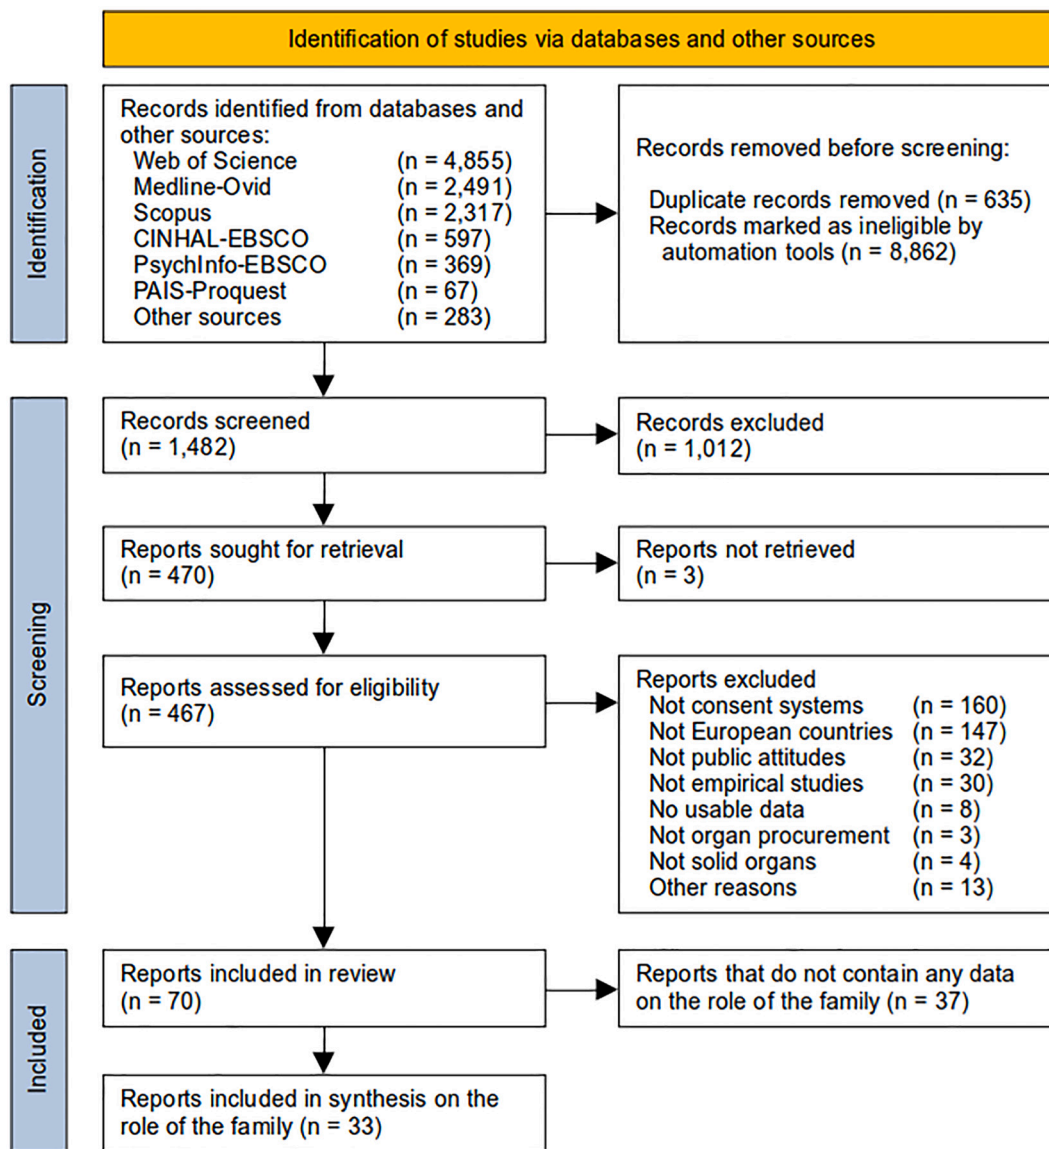 Identification of studies via databases and other sources
Identification
Records identified from databases and
other sources:
Web of Science (n = 4,855)
Medline-Ovid (n = 2,491)
Scopus (n = 2,317)
CINHAL-EBSCO (n = 597)
PsychInfo-EBSCO (n = 369)
PAIS-Proquest (n = 67)
Other sources (n = 283)
Records removed before screening:
Duplicate records removed (n = 635)
Records marked as ineligible by
automation tools (n = 8,862)
Screening
Records screened
(n = 1,482)
Records excluded
(n = 1,012)
Reports sought for retrieval
(n = 470)
Reports not retrieved
(n = 3)
Reports assessed for eligibility
(n = 467)
Reports excluded
Not consent systems (n = 160)
Not European countries (n = 147)
Not public attitudes (n = 32)
Not empirical studies (n = 30)
No usable data (n = 8)
Not organ procurement (n = 3)
Not solid organs (n = 4)
Other reasons (n = 13)
Included
Reports included in review
(n = 70)
Reports that do not contain any data
on the role of the family (n = 37)
Reports included in synthesis on the
role of the family (n = 33)